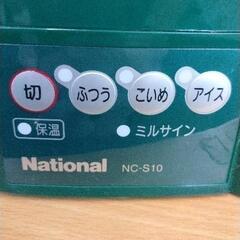 切 ふつう こいめ アイス
保温 ミルサイン
National NC-S10